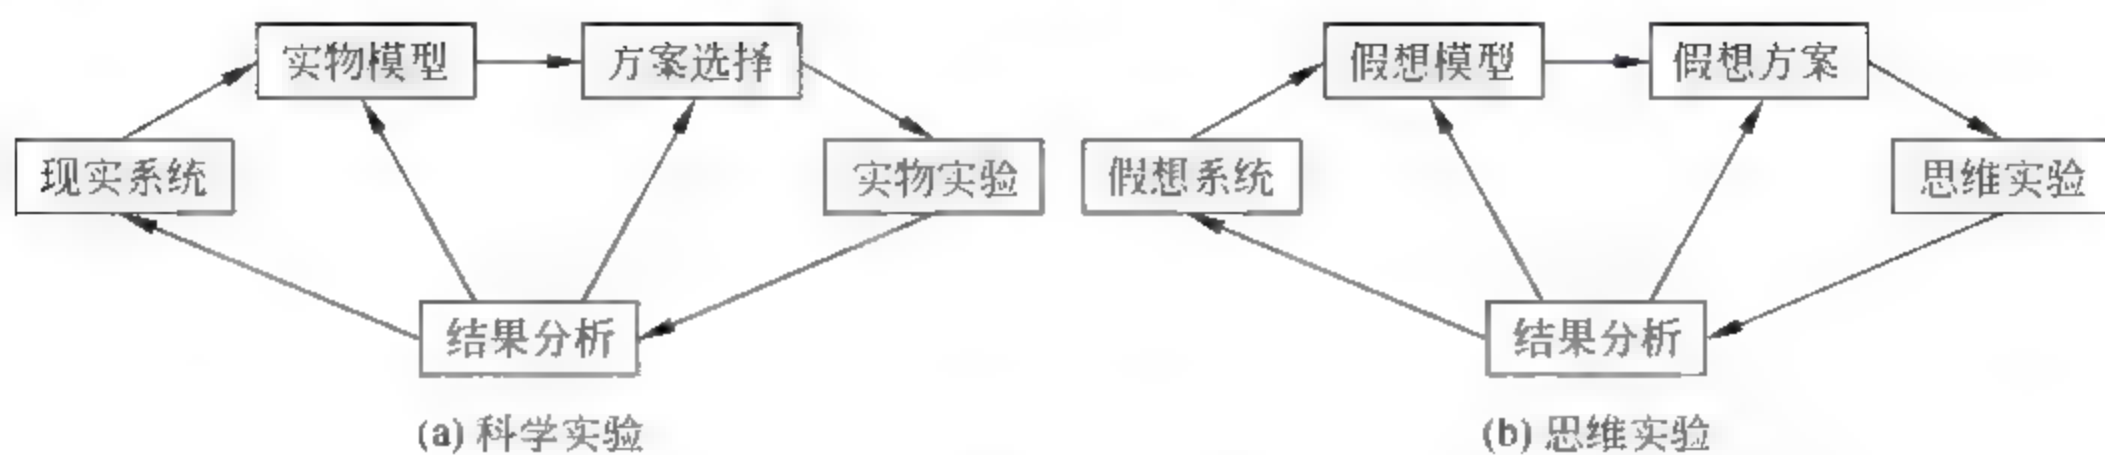 实物模型 方案选择 假想模型 假想方案
现实系统 实物实验 假想系统 思维实验
结果分析 结果分析
(a) 科学实验 (b) 思维实验